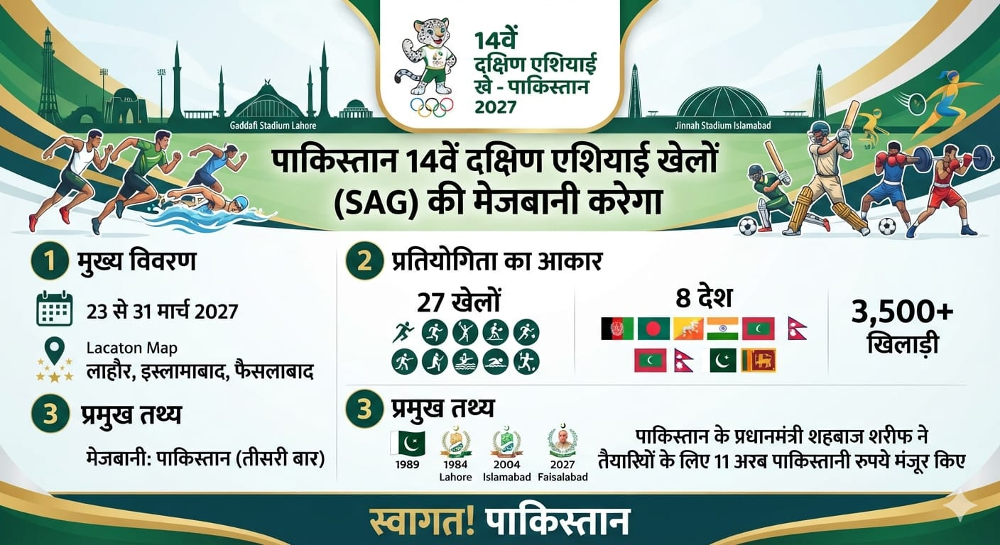 14वें
दक्षिण एशियाई
खे - पाकिस्तान
2027
Gaddafi Stadium Lahore
Jinnah Stadium Islamabad
पाकिस्तान 14वें दक्षिण एशियाई खेलों
(SAG) की मेजबानी करेगा
1 मुख्य विवरण
23 से 31 मार्च 2027
Lacaton Map
लाहौर, इस्लामाबाद, फैसलाबाद
3 प्रमुख तथ्य
मेजबानी: पाकिस्तान (तीसरी बार)
2 प्रतियोगिता का आकार
27 खेलों
8 देश
3,500+
खिलाड़ी
3 प्रमुख तथ्य
1989
1984
Lahore
2004
Islamabad
2027
Faisalabad
पाकिस्तान के प्रधानमंत्री शहबाज शरीफ ने
तैयारियों के लिए 11 अरब पाकिस्तानी रुपये मंजूर किए
स्वागत! पाकिस्तान